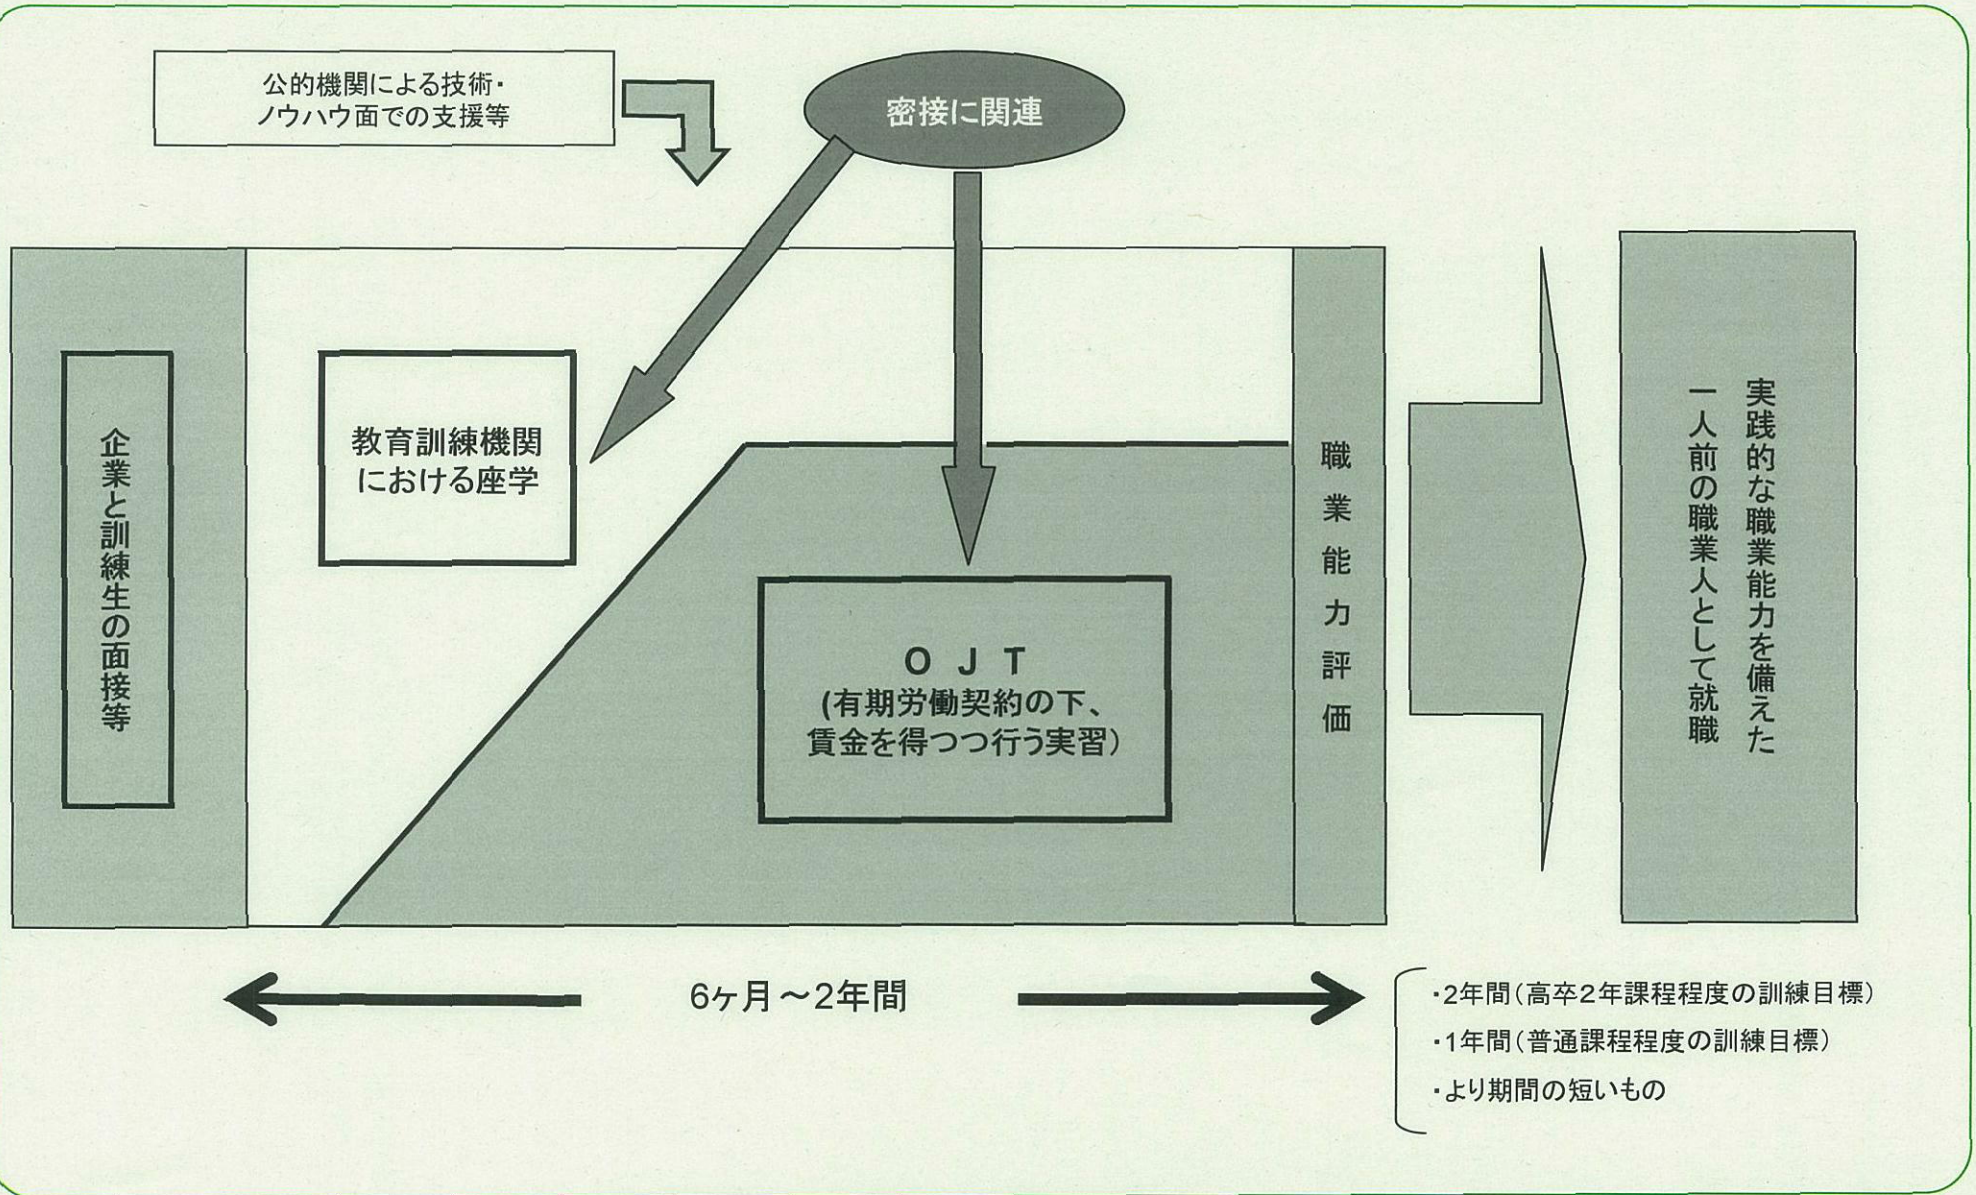 公的機関による技術・
ノウハウ面での支援等
密接に関連
企業と訓練生の面接等
教育訓練機関
における座学
OJT
(有期労働契約の下、
賃金を得つつ行う実習)
職業能力評価
実践的な職業能力を備えた
一人前の職業人として就職
6ヶ月～2年間
・2年間(高卒2年課程程度の訓練目標)
・1年間(普通課程程度の訓練目標)
・より期間の短いもの